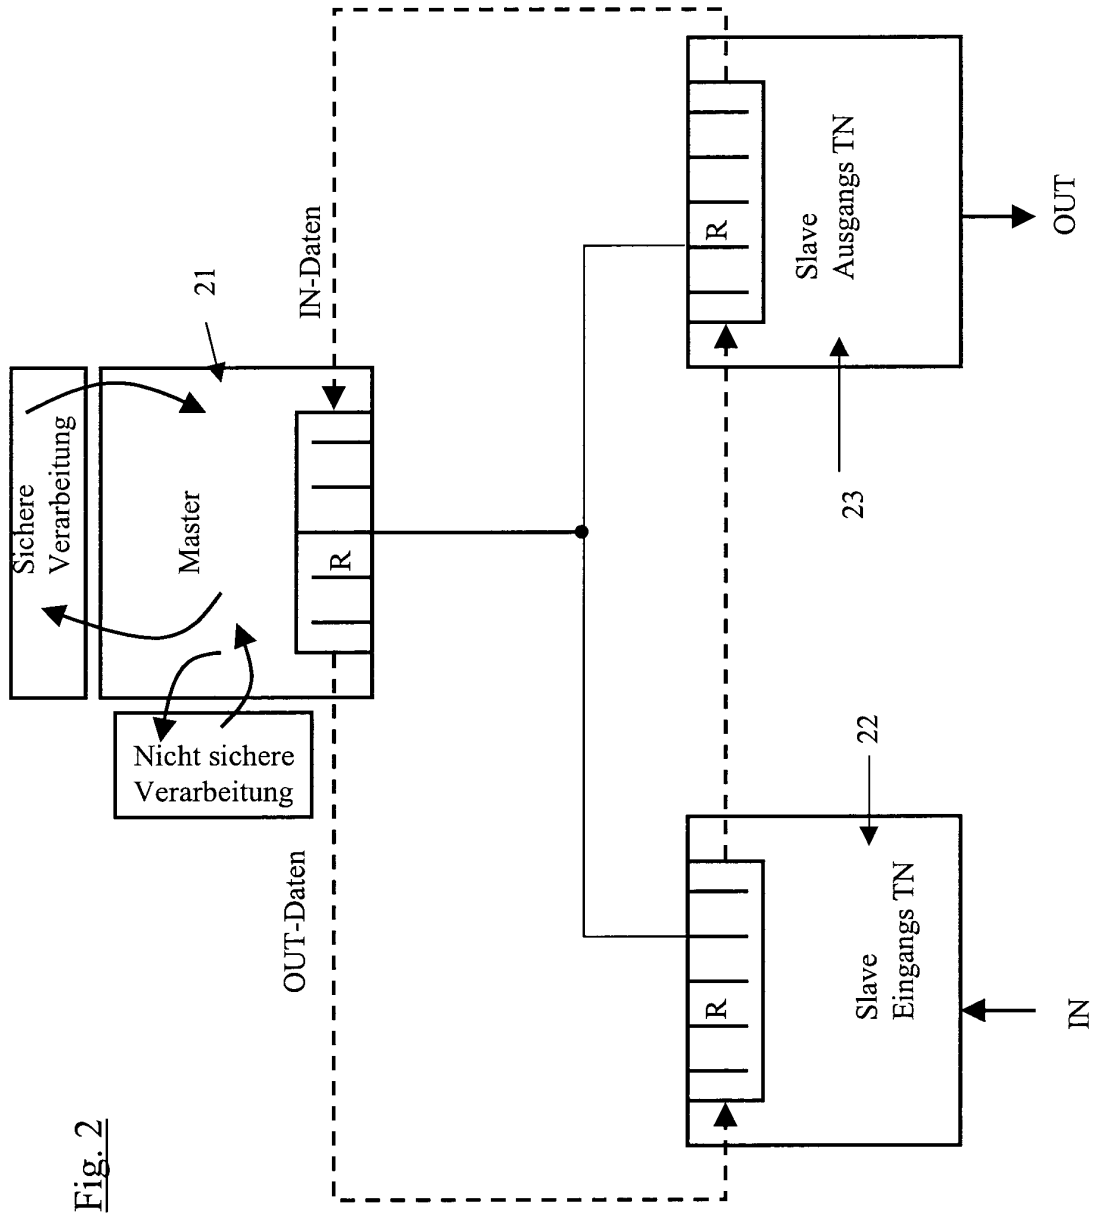 Fig. 2
Sichere
Verarbeitung
Master
21
Nicht sichere
Verarbeitung
R
OUT-Daten
IN-Daten
R
Slave
Eingangs TN
22
IN
R
Slave
Ausgangs TN
23
OUT